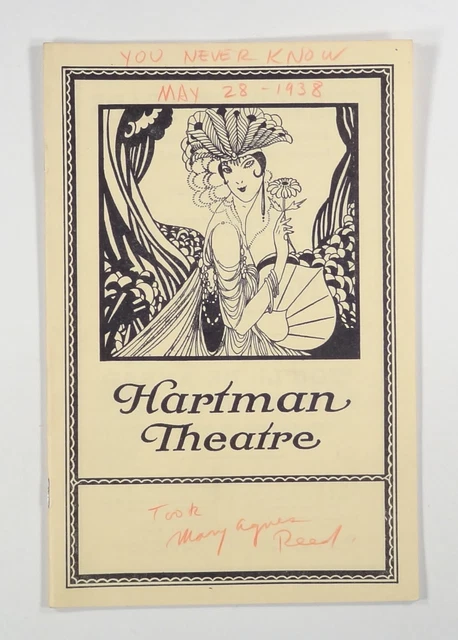 YOU NEVER KNOW
MAY 28 - 1938
Hartman
Theatre
Took
Mary Agnes
Reed